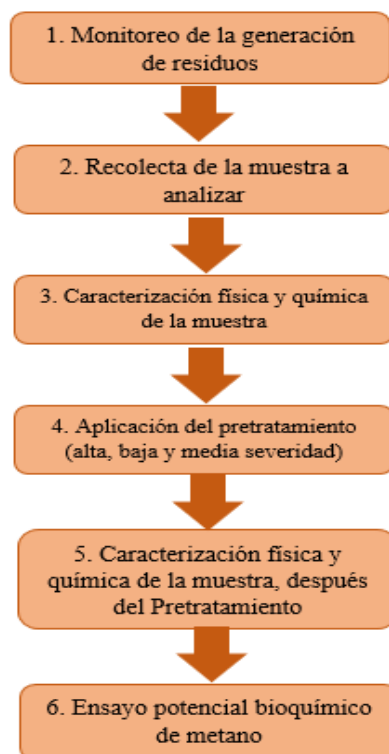 1. Monitoreo de la generación
de residuos
2. Recolecta de la muestra a
analizar
3. Caracterización física y química
de la muestra
4. Aplicación del pretratamiento
(alta, baja y media severidad)
5. Caracterización física y
química de la muestra, después
del Pretratamiento
6. Ensayo potencial bioquímico
de metano